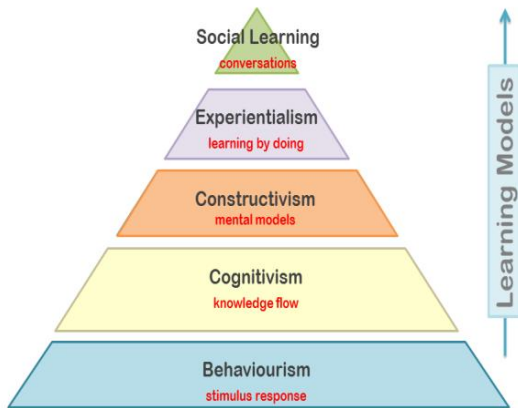 Social Learning
conversations
Experientialism
learning by doing
Constructivism
mental models
Cognitivism
knowledge flow
Behaviourism
stimulus response
Learning Models